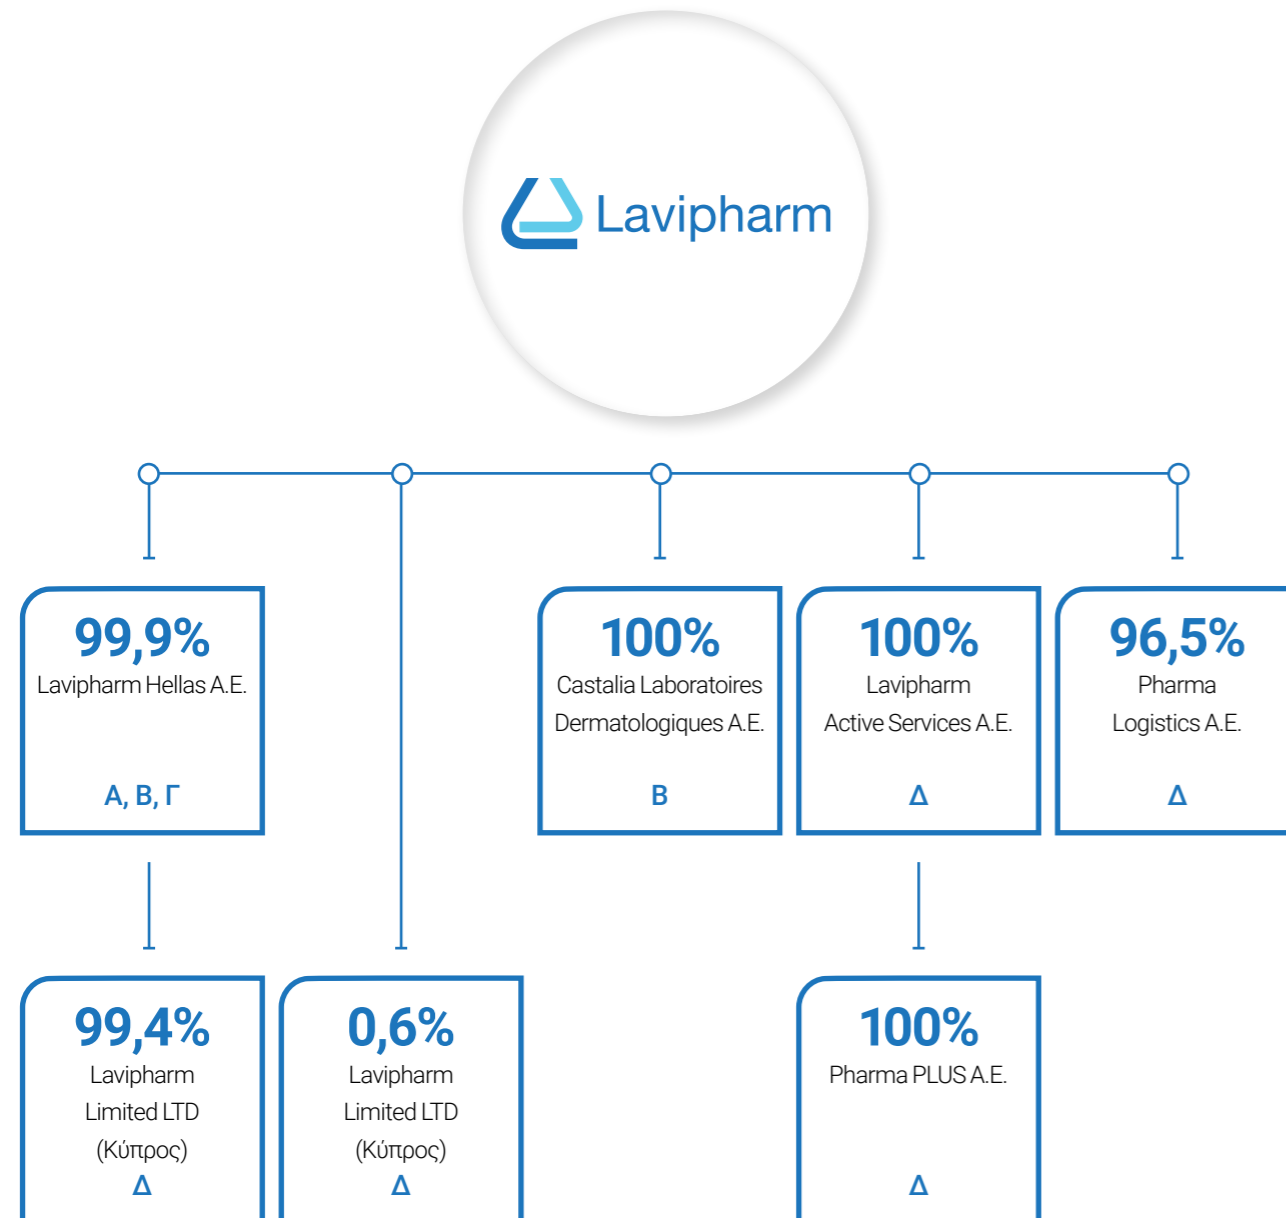 Lavipharm
99,9%
Lavipharm Hellas A.E.
Α, Β, Γ
100%
Castalia Laboratoires
Dermatologiques A.E.
Β
100%
Lavipharm
Active Services A.E.
Δ
96,5%
Pharma
Logistics A.E.
Δ
99,4%
Lavipharm
Limited LTD
(Κύπρος)
Δ
0,6%
Lavipharm
Limited LTD
(Κύπρος)
Δ
100%
Pharma PLUS A.E.
Δ